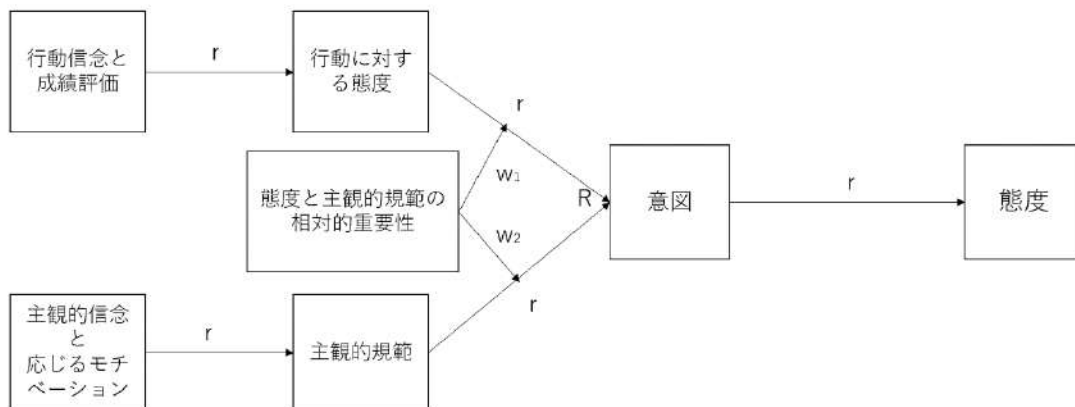 行動信念と
成績評価
r
行動に対す
る態度
r
態度と主観的規範の
相対的重要性
w1
w2
R
意図
r
態度
r
主観的信念
と
応じるモチ
ベーション
r
主観的規範